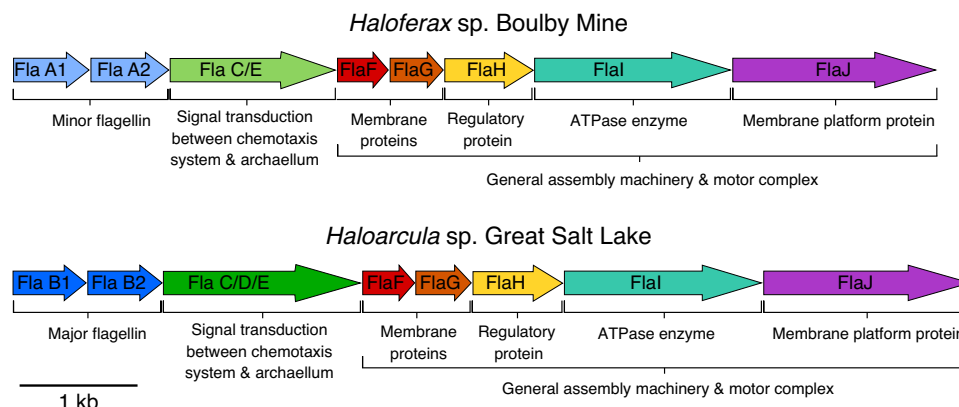 Haloferax sp. Boulby Mine
Fla A1 Fla A2 Fla C/E FlaF FlaG FlaH FlaI FlaJ
Minor flagellin
Signal transduction
between chemotaxis
system & archaellum
Membrane
proteins
Regulatory
protein
ATPase enzyme
Membrane platform protein
General assembly machinery & motor complex
Haloarcula sp. Great Salt Lake
Fla B1 Fla B2 Fla C/D/E FlaF FlaG FlaH FlaI FlaJ
Major flagellin
Signal transduction
between chemotaxis
system & archaellum
Membrane
proteins
Regulatory
protein
ATPase enzyme
Membrane platform protein
General assembly machinery & motor complex
1 kb